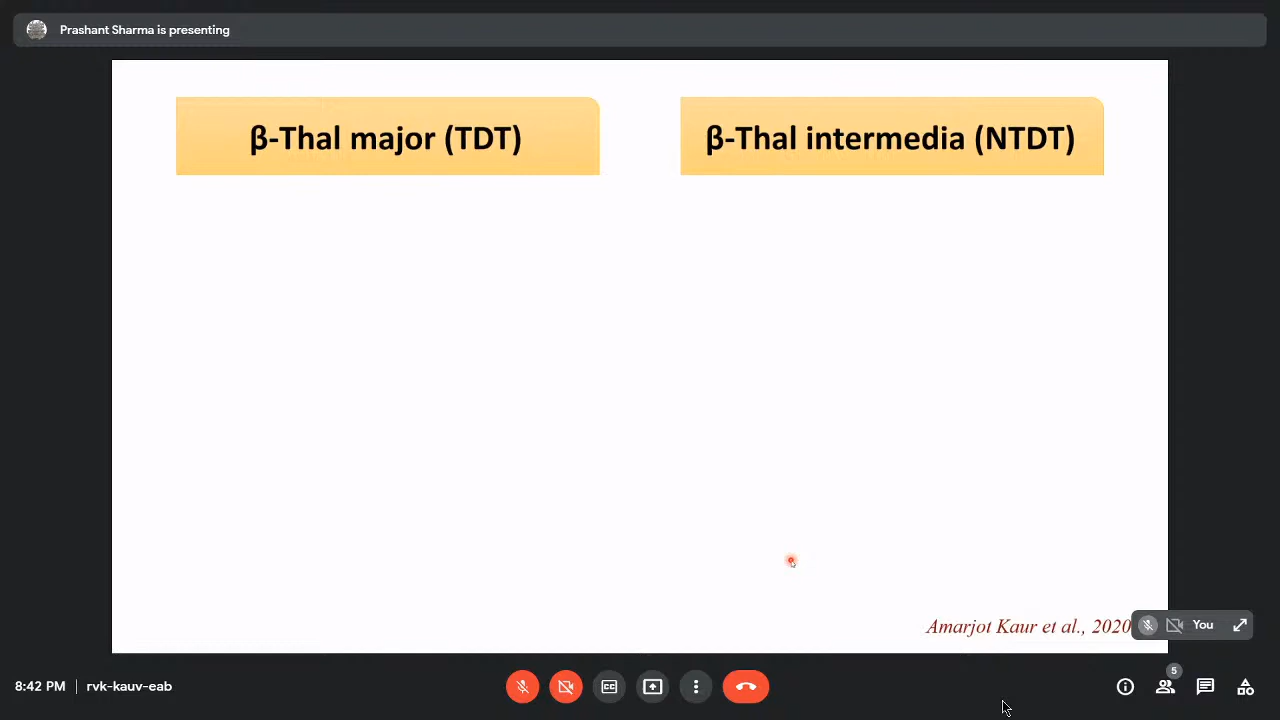 Prashant Sharma is presenting
β-Thal major (TDT)
β-Thal intermedia (NTDT)
Amarjot Kaur et al., 2020
You
8:42 PM | rvk-kauv-eab
CC
5